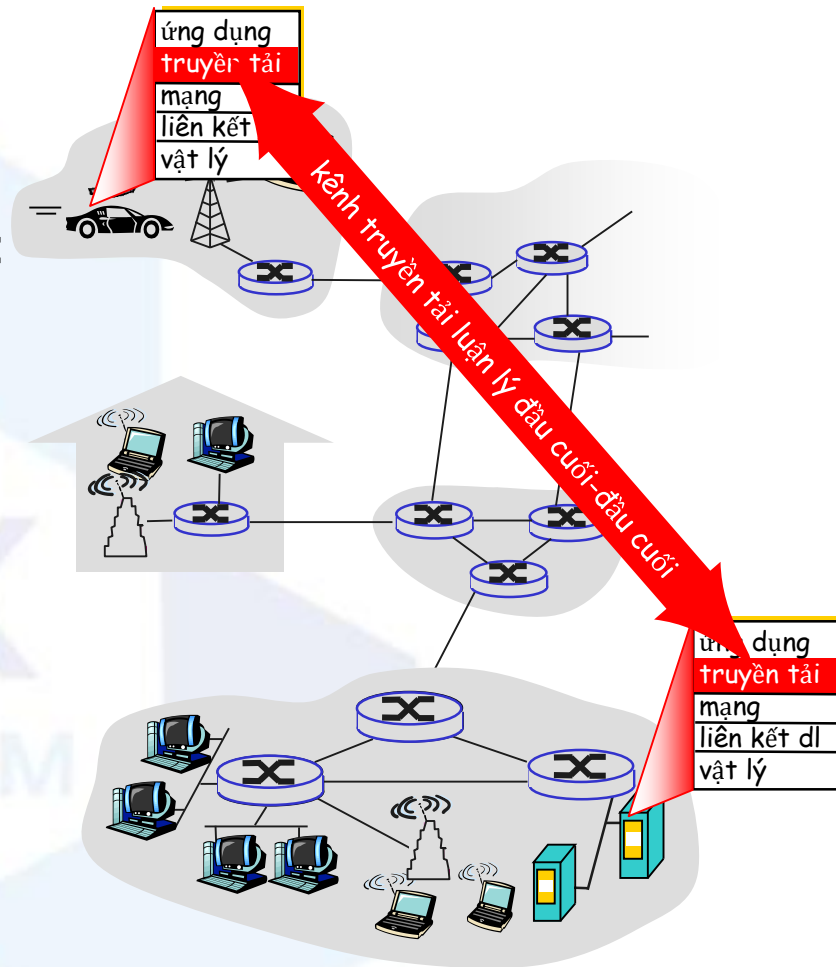 ứng dụng
truyền tải
mạng
liên kết
vật lý
kênh truyền tải luận lý đầu cuối-đầu cuối
ứng dụng
truyền tải
mạng
liên kết dl
vật lý
M